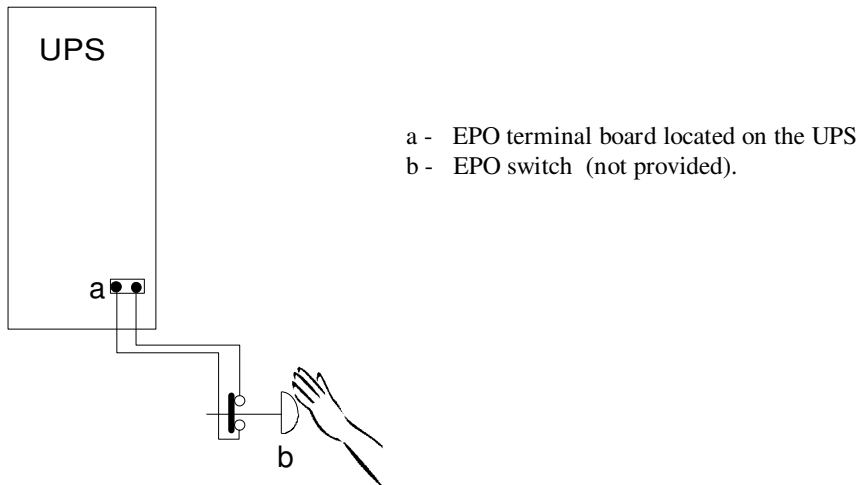 UPS
a - EPO terminal board located on the UPS
b - EPO switch (not provided).
a
b